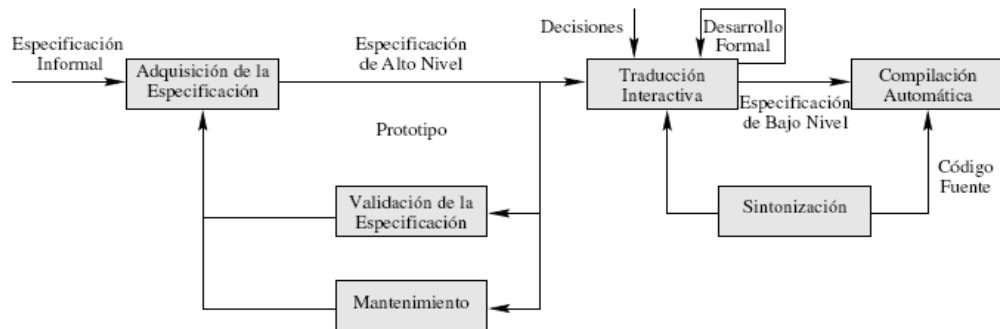 Especificación
Informal
Adquisición de la
Especificación
Especificación
de Alto Nivel
Prototipo
Validación de la
Especificación
Mantenimiento
Decisiones
Desarrollo
Formal
Traducción
Interactiva
Especificación
de Bajo Nivel
Compilación
Automática
Sintonización
Código
Fuente